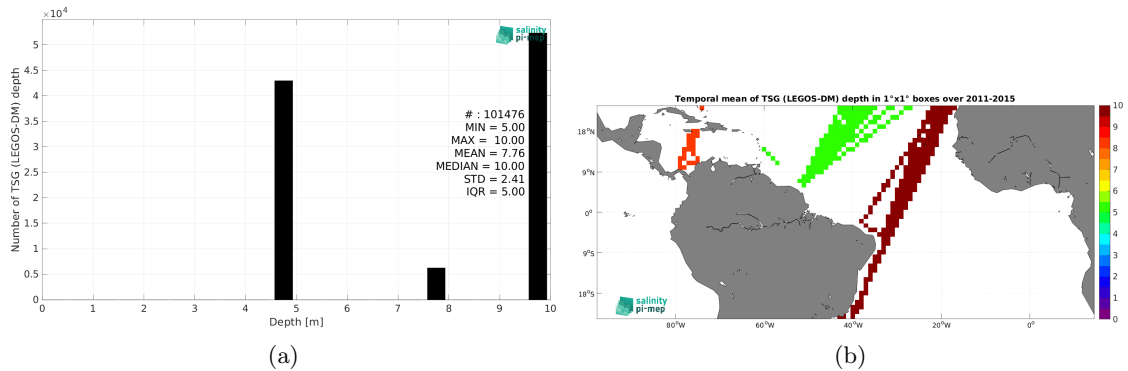 ×10⁴
5
4.5
4
3.5
3
2.5
2
1.5
1
0.5
0
Number of TSG (LEGOS-DM) depth
salinity
pi-mep
# : 101476
MIN = 5.00
MAX = 10.00
MEAN = 7.76
MEDIAN = 10.00
STD = 2.41
IQR = 5.00
0 1 2 3 4 5 6 7 8 9 10
Depth [m]
(a)
Temporal mean of TSG (LEGOS-DM) depth in 1°x1° boxes over 2011-2015
18°N
9°N
0°
9°S
18°S
salinity
pi-mep
80°W 60°W 40°W 20°W 0°
10
9
8
7
6
5
4
3
2
1
0
(b)